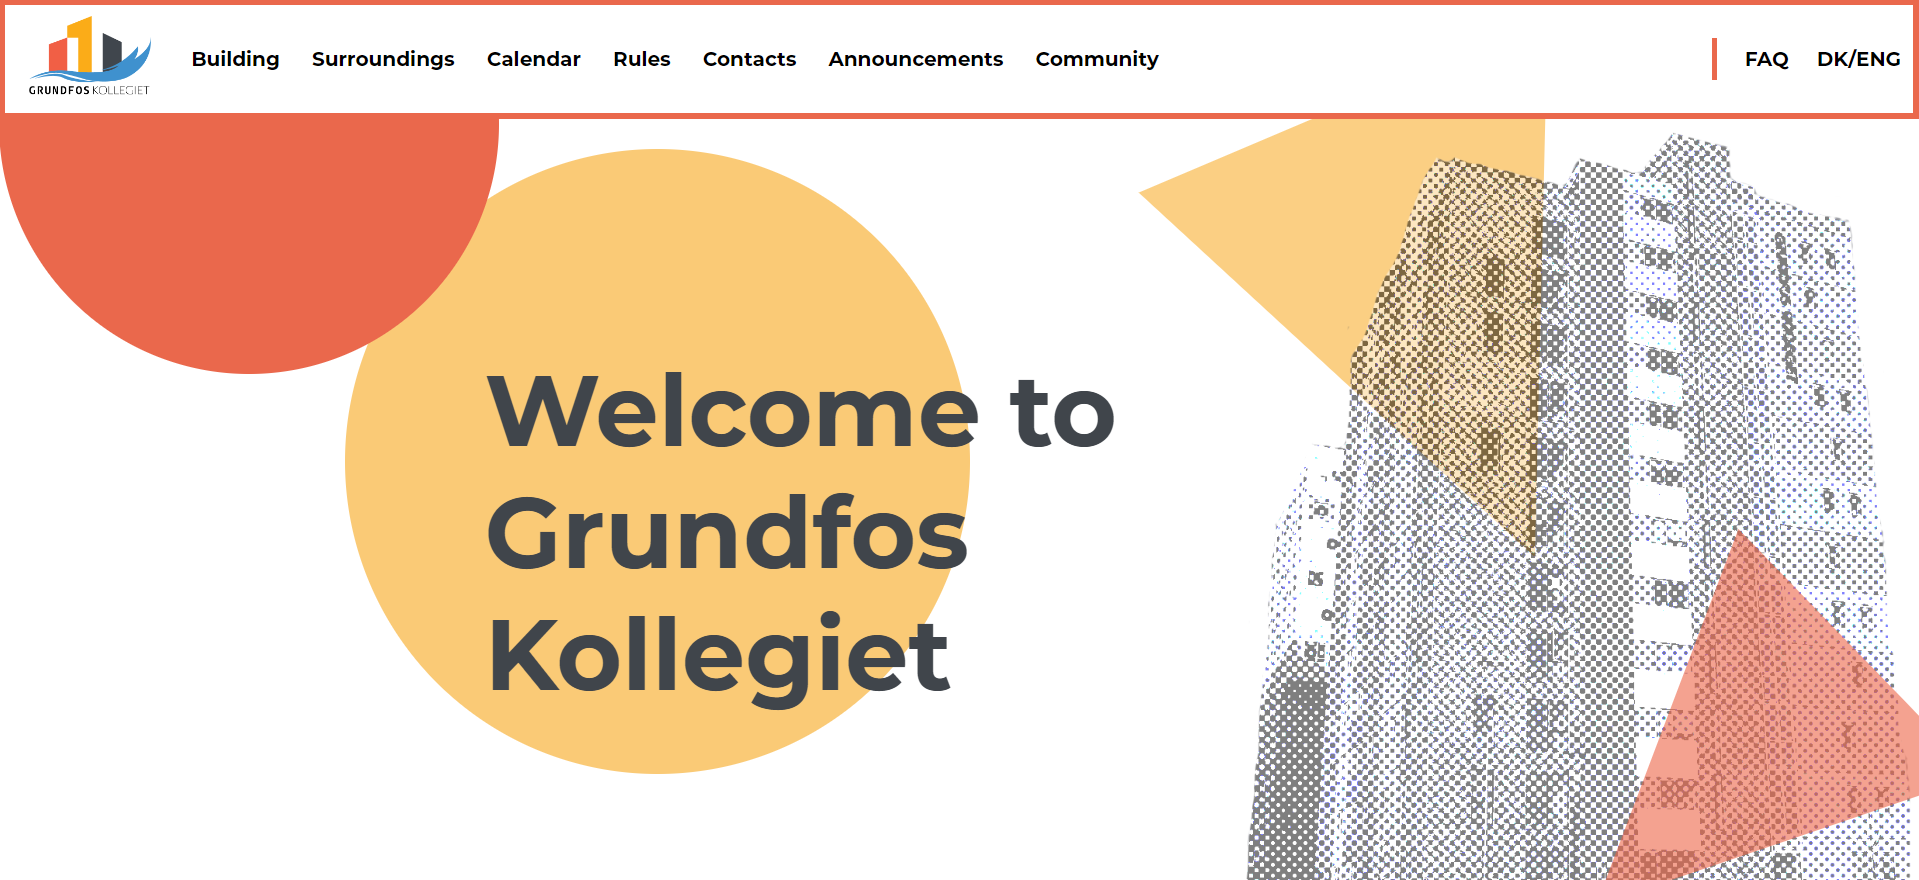 GRUNDFOS KOLLEGIET
Building
Surroundings
Calendar
Rules
Contacts
Announcements
Community
FAQ
DK/ENG
Welcome to
Grundfos
Kollegiet